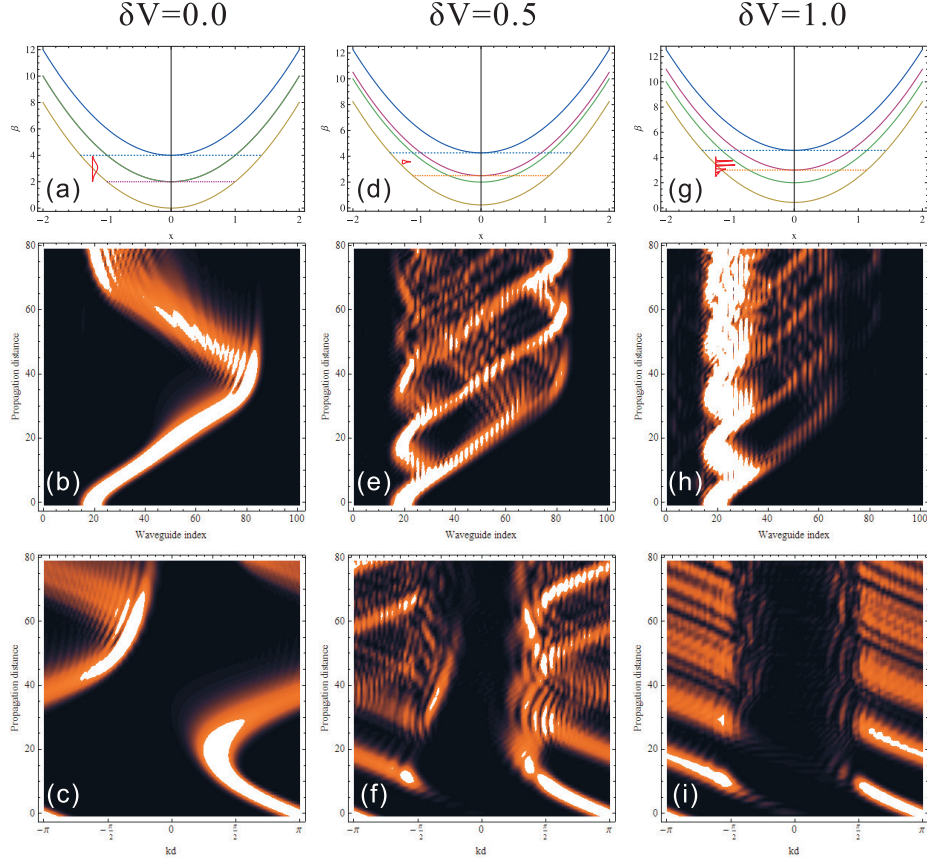 δV=0.0 δV=0.5 δV=1.0
12 12 12
10 10 10
8 8 8
β β β
6 6 6
4 4 4
(a) (d) (g)
2 2 2
0 0 0
−2 −1 0 1 2 −2 −1 0 1 2 −2 −1 0 1 2
x x x
80 80 80
60 60 60
Propagation distance Propagation distance Propagation distance
40 40 40
20 20 20
(b) (e) (h)
0 0 0
0 20 40 60 80 100 0 20 40 60 80 100 0 20 40 60 80 100
Waveguide index Waveguide index Waveguide index
80 80 80
60 60 60
Propagation distance Propagation distance Propagation distance
40 40 40
20 20 20
(c) (f) (i)
0 0 0
−π −π/2 0 π/2 π −π −π/2 0 π/2 π −π −π/2 0 π/2 π
kd kd kd